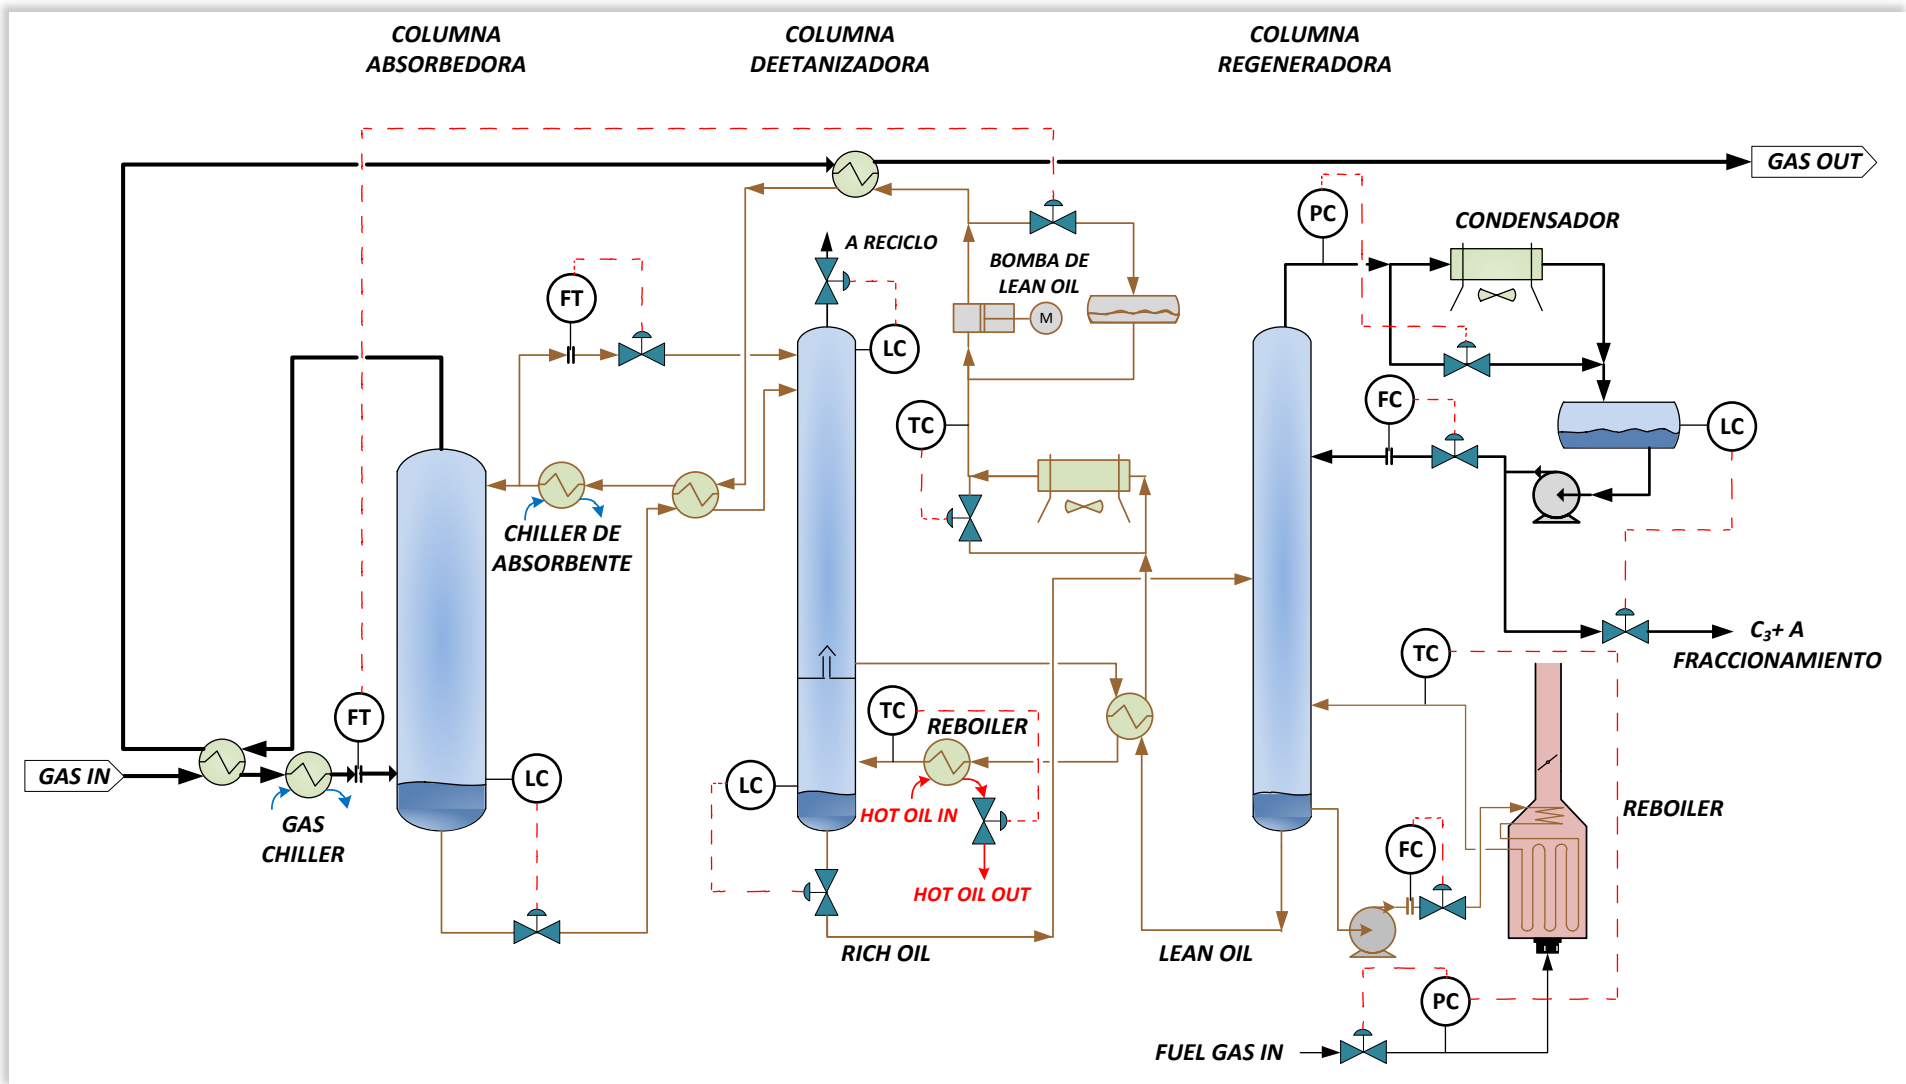 COLUMNA
ABSORBEDORA
COLUMNA
DEETANIZADORA
COLUMNA
REGENERADORA
GAS OUT
PC
CONDENSADOR
A RECICLO
BOMBA DE
LEAN OIL
FT
M
LC
FC
TC
LC
CHILLER DE
ABSORBENTE
C₃+ A
FRACCIONAMIENTO
TC
FT
TC
REBOILER
GAS IN
LC
LC
HOT OIL IN
REBOILER
GAS
CHILLER
FC
HOT OIL OUT
RICH OIL
LEAN OIL
PC
FUEL GAS IN